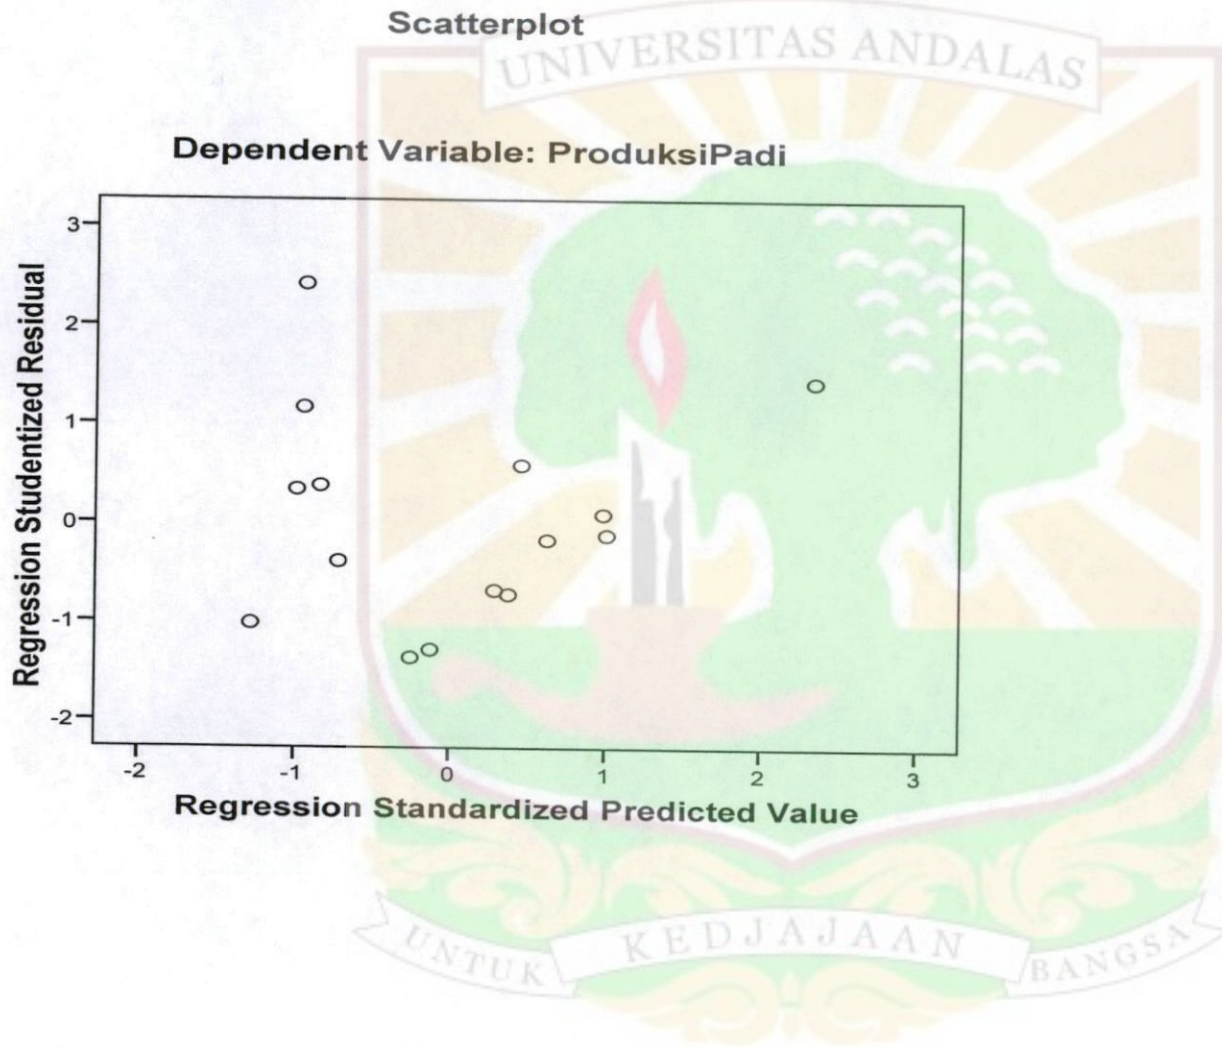 Scatterplot
UNIVERSITAS ANDALAS
Dependent Variable: ProduksiPadi
Regression Studentized Residual
3
2
1
0
-1
-2
-2 -1 0 1 2 3
Regression Standardized Predicted Value
UNTUK KEDJAJAAN BANGSA